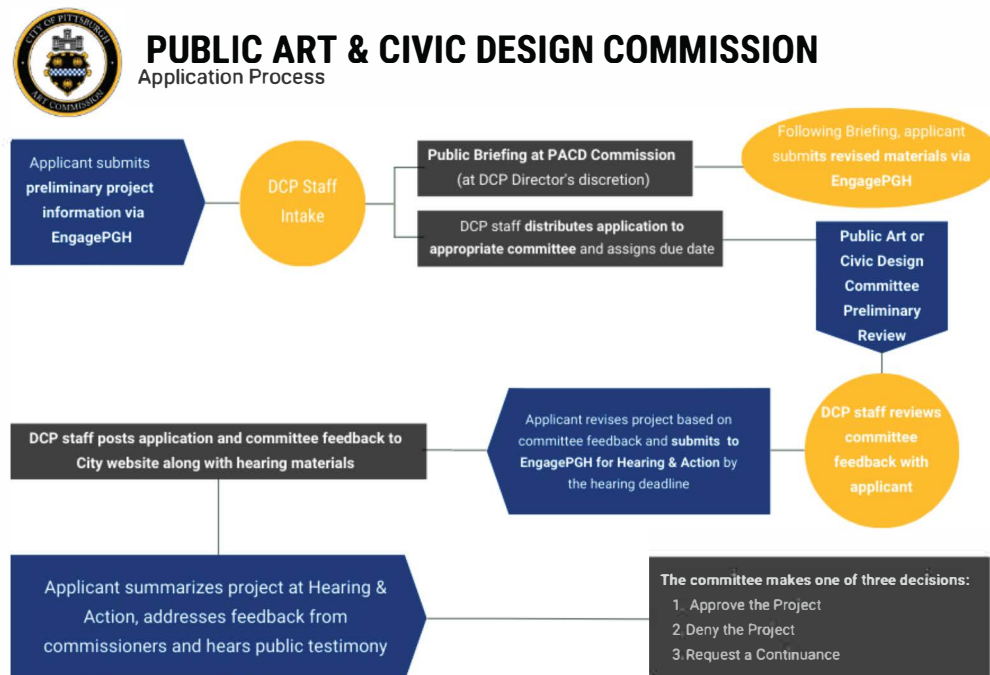 CITY OF PITTSBURGH
ART COMMISSION
PUBLIC ART & CIVIC DESIGN COMMISSION
Application Process
Applicant submits
preliminary project
information via
EngagePGH
DCP Staff
Intake
Public Briefing at PACD Commission
(at DCP Director's discretion)
Following Briefing, applicant
submits revised materials via
EngagePGH
DCP staff distributes application to
appropriate committee and assigns due date
Public Art or
Civic Design
Committee
Preliminary
Review
DCP staff reviews
committee
feedback with
applicant
Applicant revises project based on
committee feedback and submits to
EngagePGH for Hearing & Action by
the hearing deadline
DCP staff posts application and committee feedback to
City website along with hearing materials
Applicant summarizes project at Hearing &
Action, addresses feedback from
commissioners and hears public testimony
The committee makes one of three decisions:
1. Approve the Project
2. Deny the Project
3. Request a Continuance